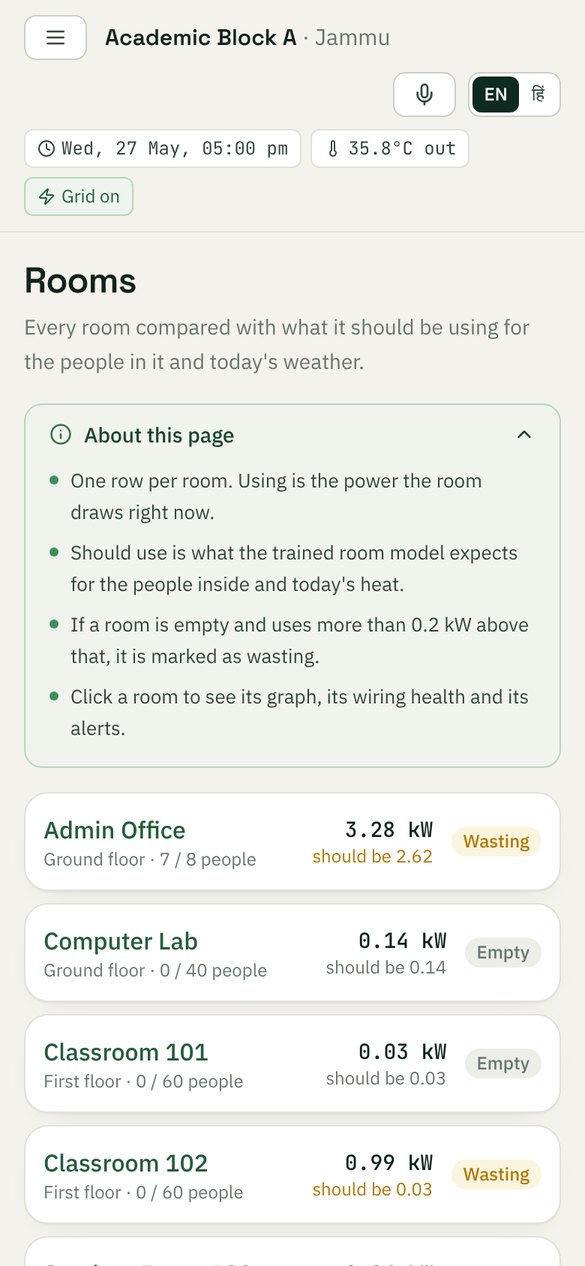 Academic Block A · Jammu
EN हिं
Wed, 27 May, 05:00 pm 35.8°C out
Grid on
Rooms
Every room compared with what it should be using for
the people in it and today's weather.
About this page
One row per room. Using is the power the room
draws right now.
Should use is what the trained room model expects
for the people inside and today's heat.
If a room is empty and uses more than 0.2 kW above
that, it is marked as wasting.
Click a room to see its graph, its wiring health and its
alerts.
Admin Office 3.28 kW Wasting
Ground floor · 7 / 8 people should be 2.62
Computer Lab 0.14 kW Empty
Ground floor · 0 / 40 people should be 0.14
Classroom 101 0.03 kW Empty
First floor · 0 / 60 people should be 0.03
Classroom 102 0.99 kW Wasting
First floor · 0 / 60 people should be 0.03